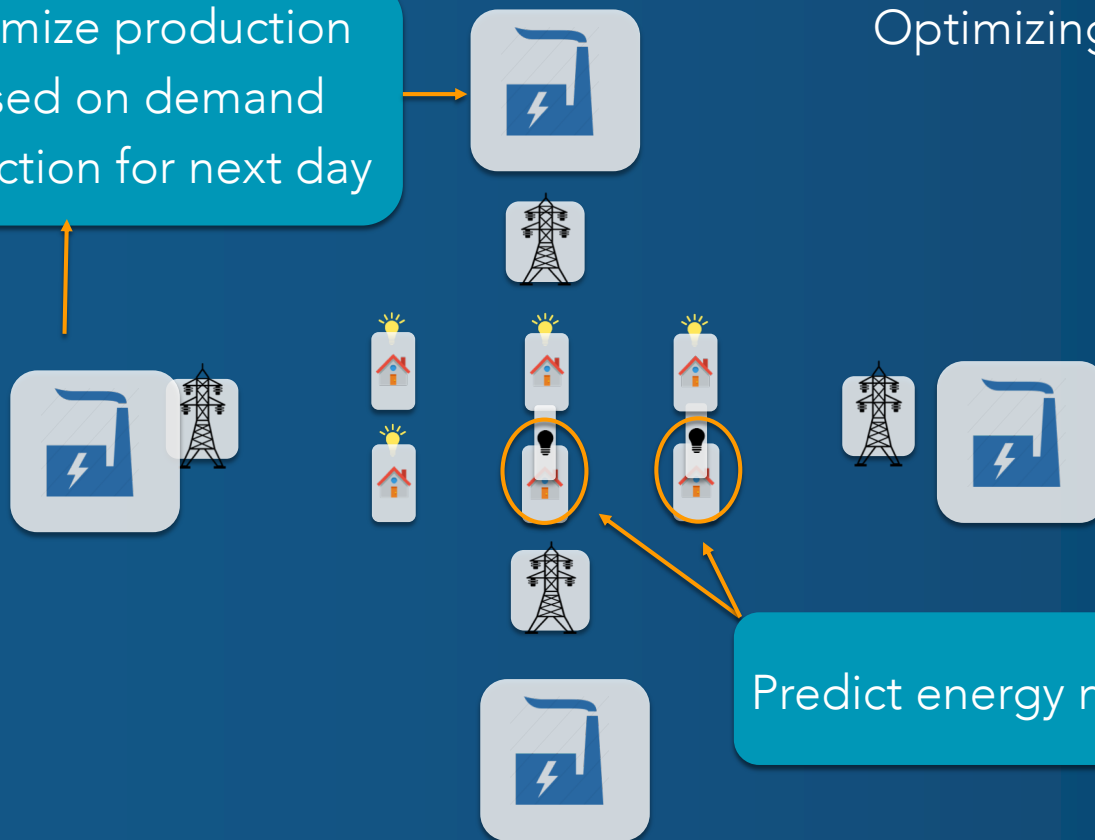 mize production
sed on demand
ction for next day
Optimizing
Predict energy n